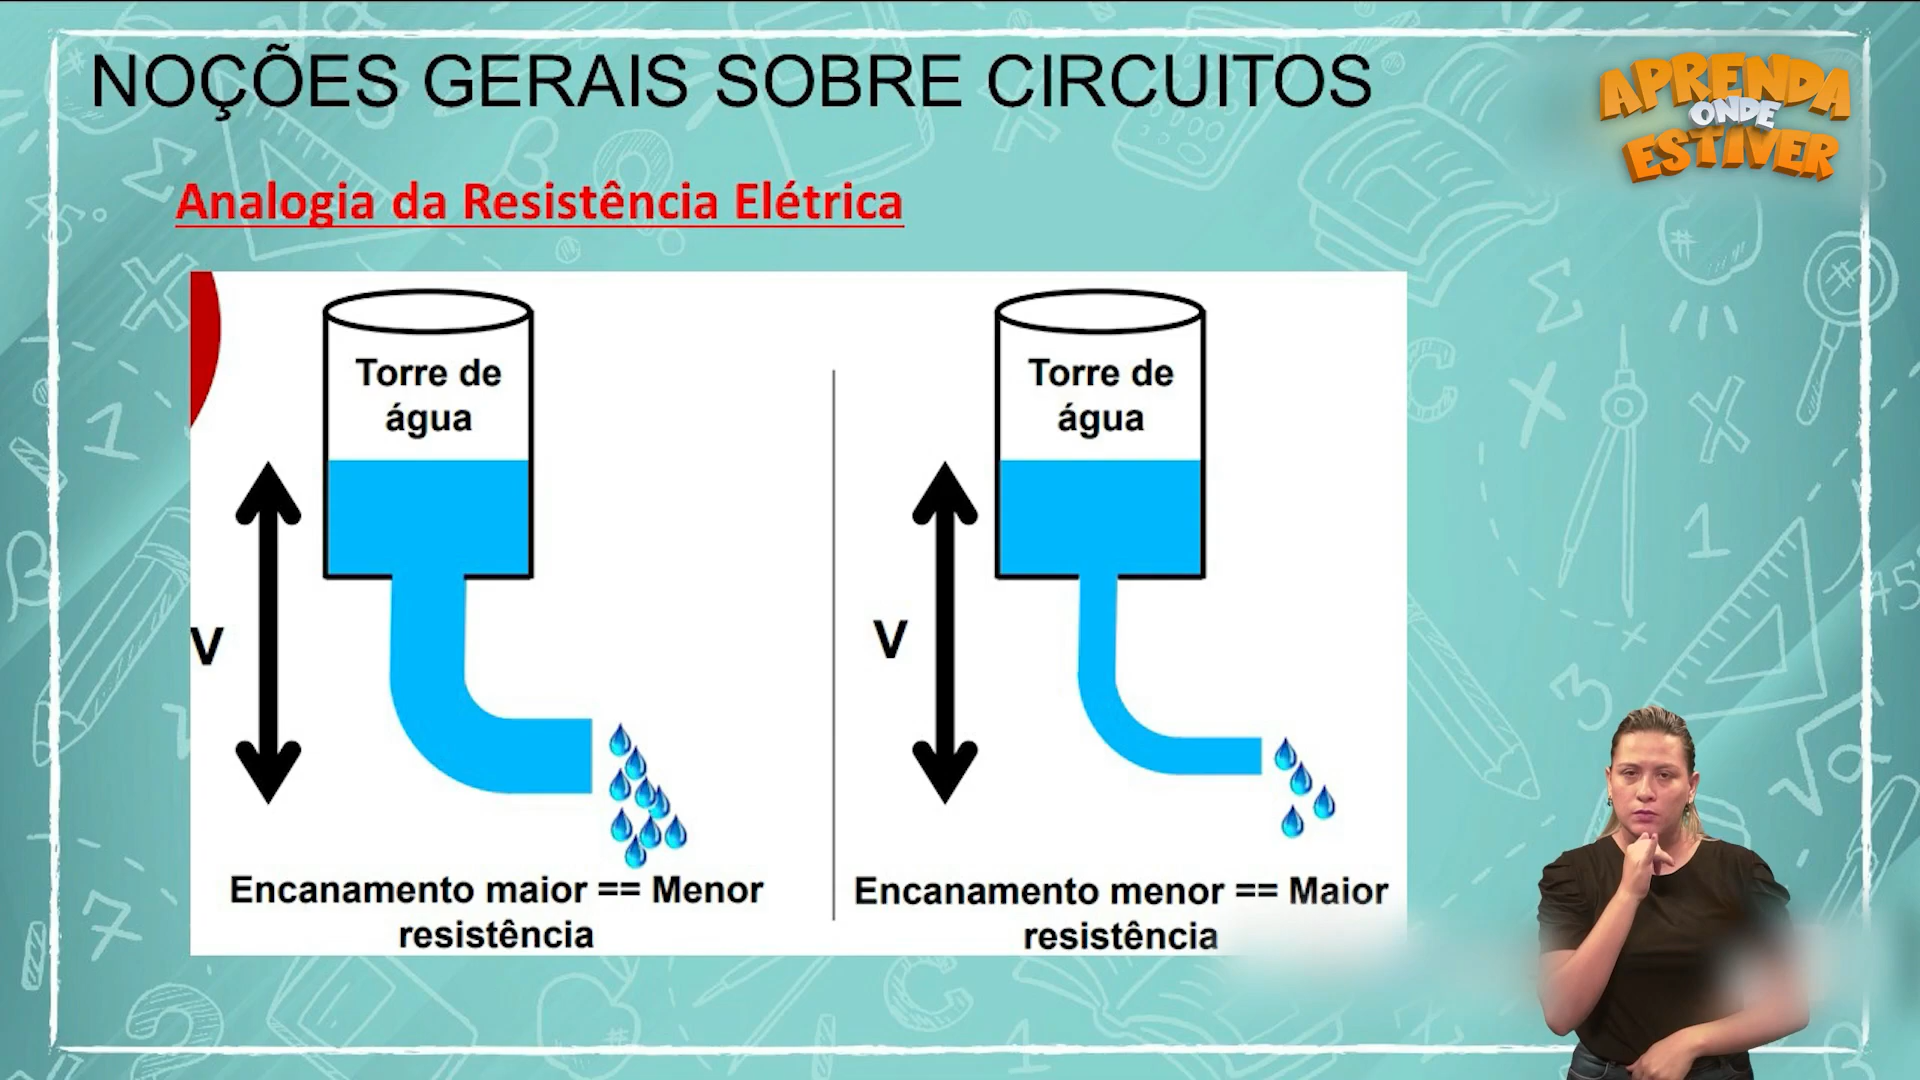 NOÇÕES GERAIS SOBRE CIRCUITOS
APRENDA
ONDE
ESTIVER
Analogia da Resistência Elétrica
Torre de
água
V
Encanamento maior == Menor
resistência
Torre de
água
V
Encanamento menor == Maior
resistência